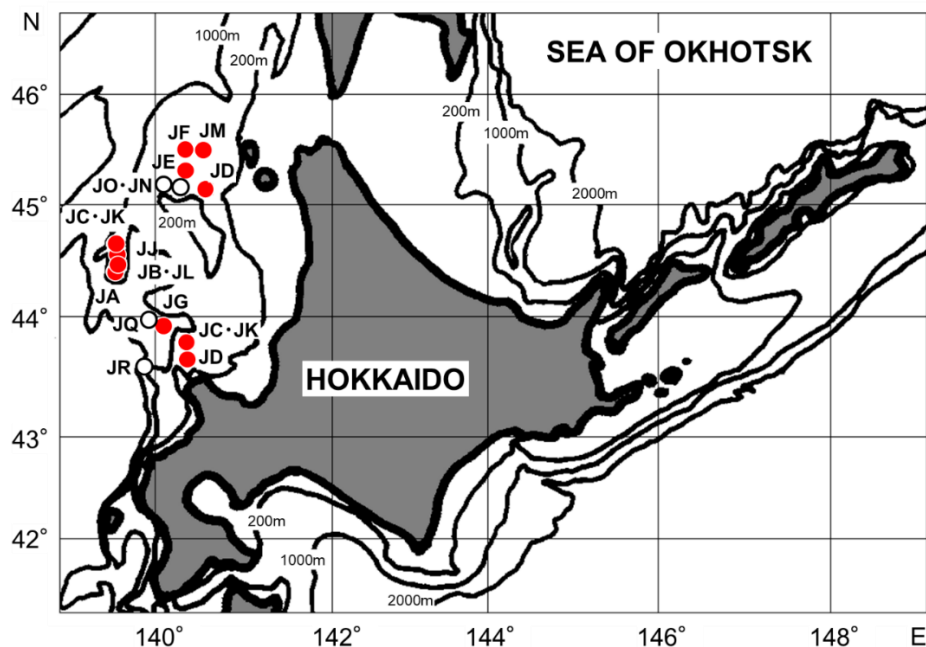 N
1000m
200m
SEA OF OKHOTSK
46°
200m
1000m
2000m
JF
JM
JE
JD
JO・JN
45°
200m
JC・JK
JJ
JB・JL
JA
JG
44°
JQ
JC・JK
JR
JD
HOKKAIDO
43°
200m
42°
1000m
2000m
140°
142°
144°
146°
148°
E